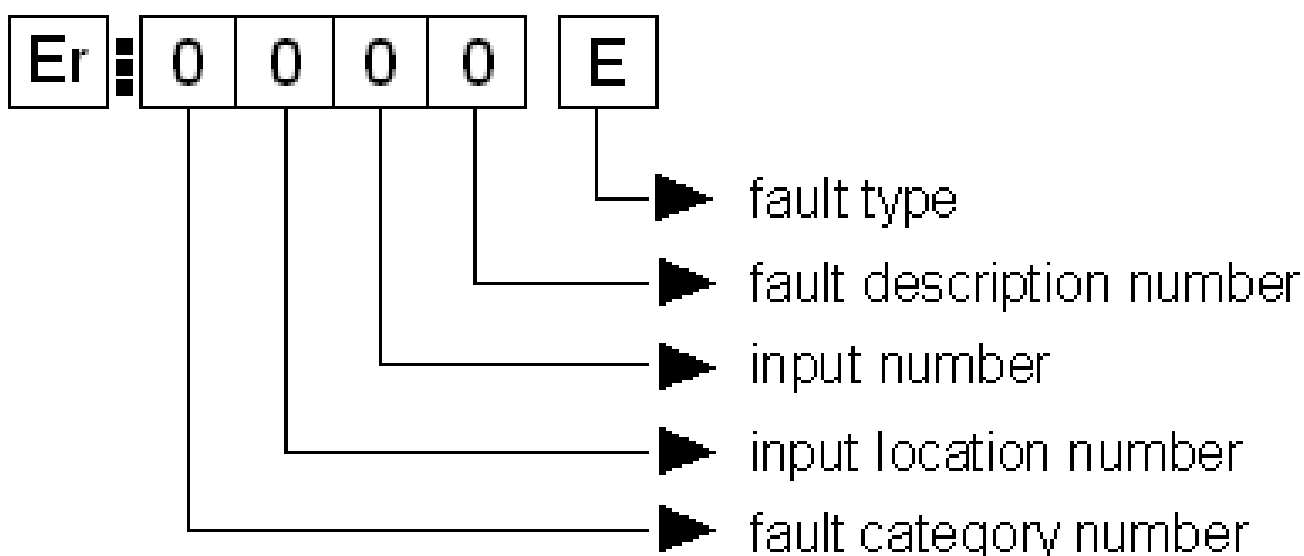 Er: 0 0 0 0 E
fault type
fault description number
input number
input location number
fault category number